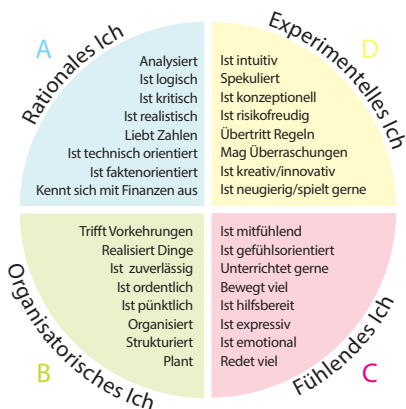 A
Rationales Ich
Analysiert
Ist logisch
Ist kritisch
Ist realistisch
Liebt Zahlen
Ist technisch orientiert
Ist faktenorientiert
Kennt sich mit Finanzen aus
D
Experimentelles Ich
Ist intuitiv
Spekuliert
Ist konzeptionell
Ist risikofreudig
Übertritt Regeln
Mag Überraschungen
Ist kreativ/innovativ
Ist neugierig/spielt gerne
B
Organisatorisches Ich
Trifft Vorkehrungen
Realisiert Dinge
Ist zuverlässig
Ist ordentlich
Ist pünktlich
Organisiert
Strukturiert
Plant
C
Fühlendes Ich
Ist mitfühlend
Ist gefühlsorientiert
Unterrichtet gerne
Bewegt viel
Ist hilfsbereit
Ist expressiv
Ist emotional
Redet viel